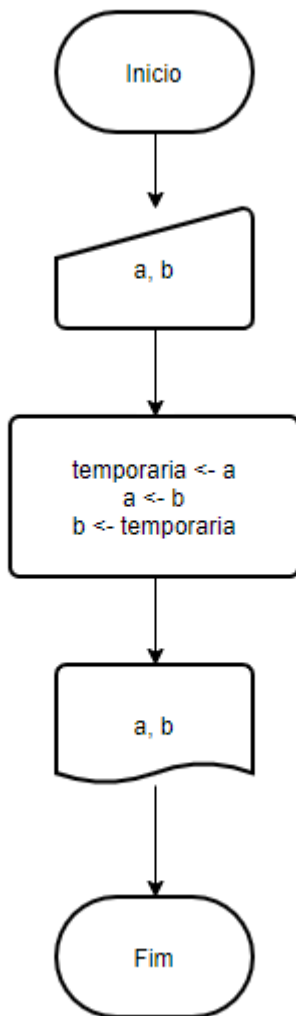 Inicio
a, b
temporaria <- a
a <- b
b <- temporaria
a, b
Fim